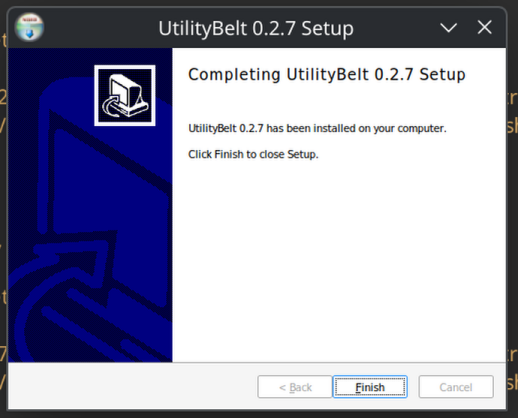 UtilityBelt 0.2.7 Setup
Completing UtilityBelt 0.2.7 Setup
UtilityBelt 0.2.7 has been installed on your computer.
Click Finish to close Setup.
< Back
Finish
Cancel